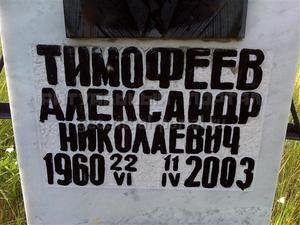 ТИМОФЕЕВ
АЛЕКСАНДР
НИКОЛАЕВИЧ
1960 22/VI 11/IV 2003